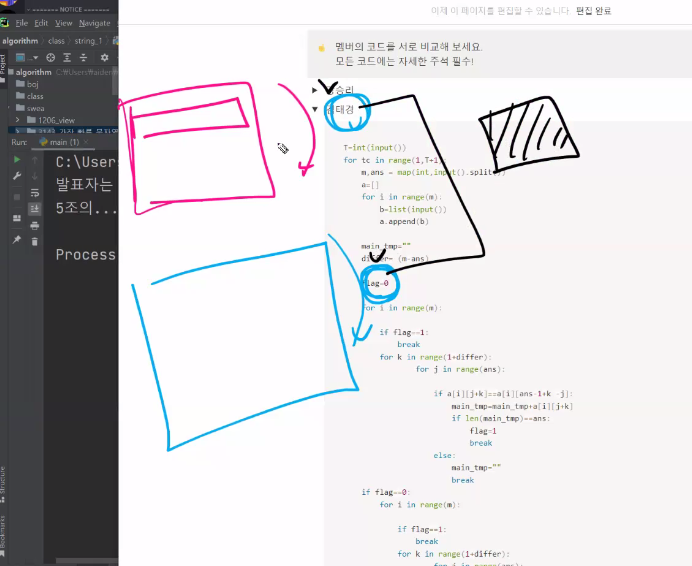 NOTICE
File Edit View Navigate
algorithm class string_1
Project
algorithm
boj
class
swea
1206_view
Run: main (1)
C:\Users
발표자는
5조의...
Process
Structure
Bookmarks
이제 이 페이지를 편집할 수 있습니다. 편집 완료
멤버의 코드를 서로 비교해 보세요.
모든 코드에는 자세한 주석 필수!
승리
태경
T=int(input())
for tc in range(1,T+1):
m,ans = map(int,input().split())
a=[]
for i in range(m):
b=list(input())
a.append(b)
main_tmp=""
differ= (m-ans)
flag=0
for i in range(m):
if flag==1:
break
for k in range(1+differ):
for j in range(ans):
if a[i][j+k]==a[i][ans-1+k -j]:
main_tmp=main_tmp+a[i][j+k]
if len(main_tmp)==ans:
flag=1
break
else:
main_tmp=""
break
if flag==0:
for i in range(m):
if flag==1:
break
for k in range(1+differ):
for j in range(ans):